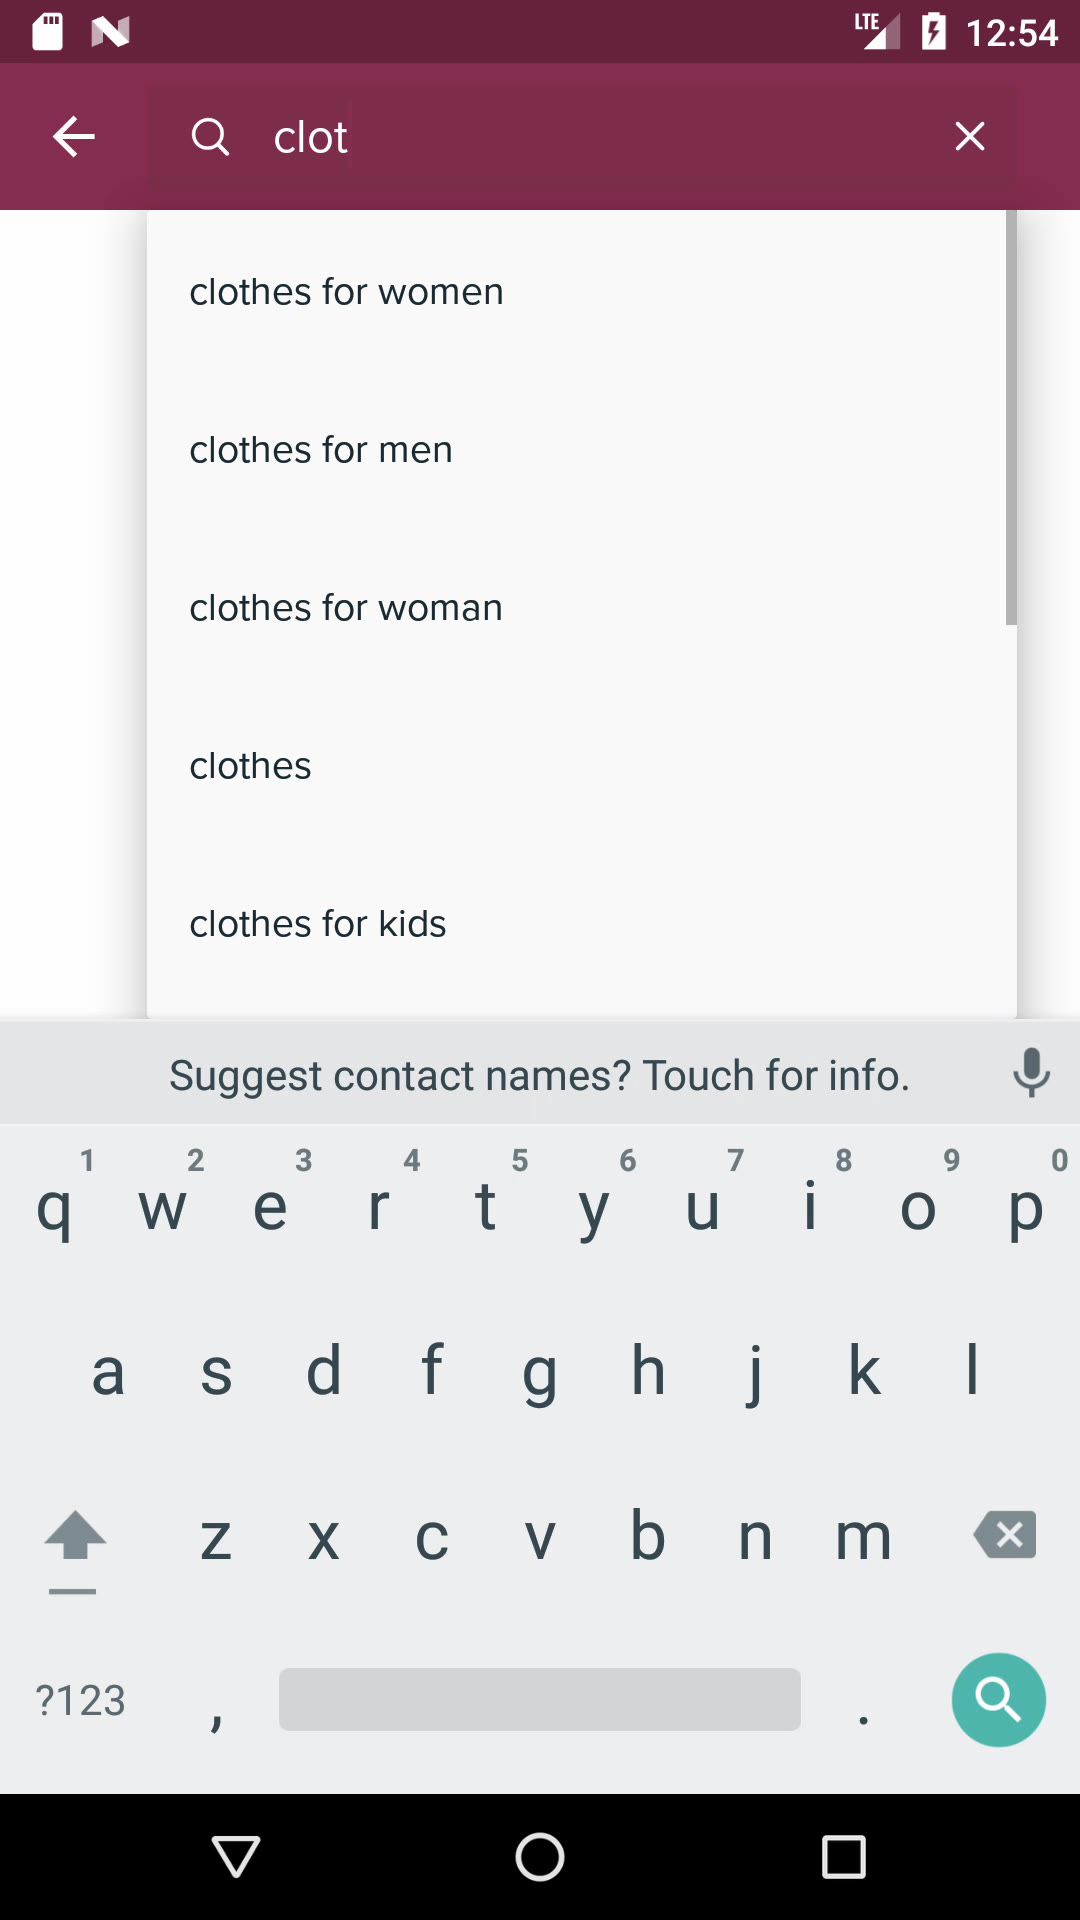 LTE 12:54
clot
clothes for women
clothes for men
clothes for woman
clothes
clothes for kids
Suggest contact names? Touch for info.
1 2 3 4 5 6 7 8 9 0
q w e r t y u i o p
a s d f g h j k l
z x c v b n m
?123 , .